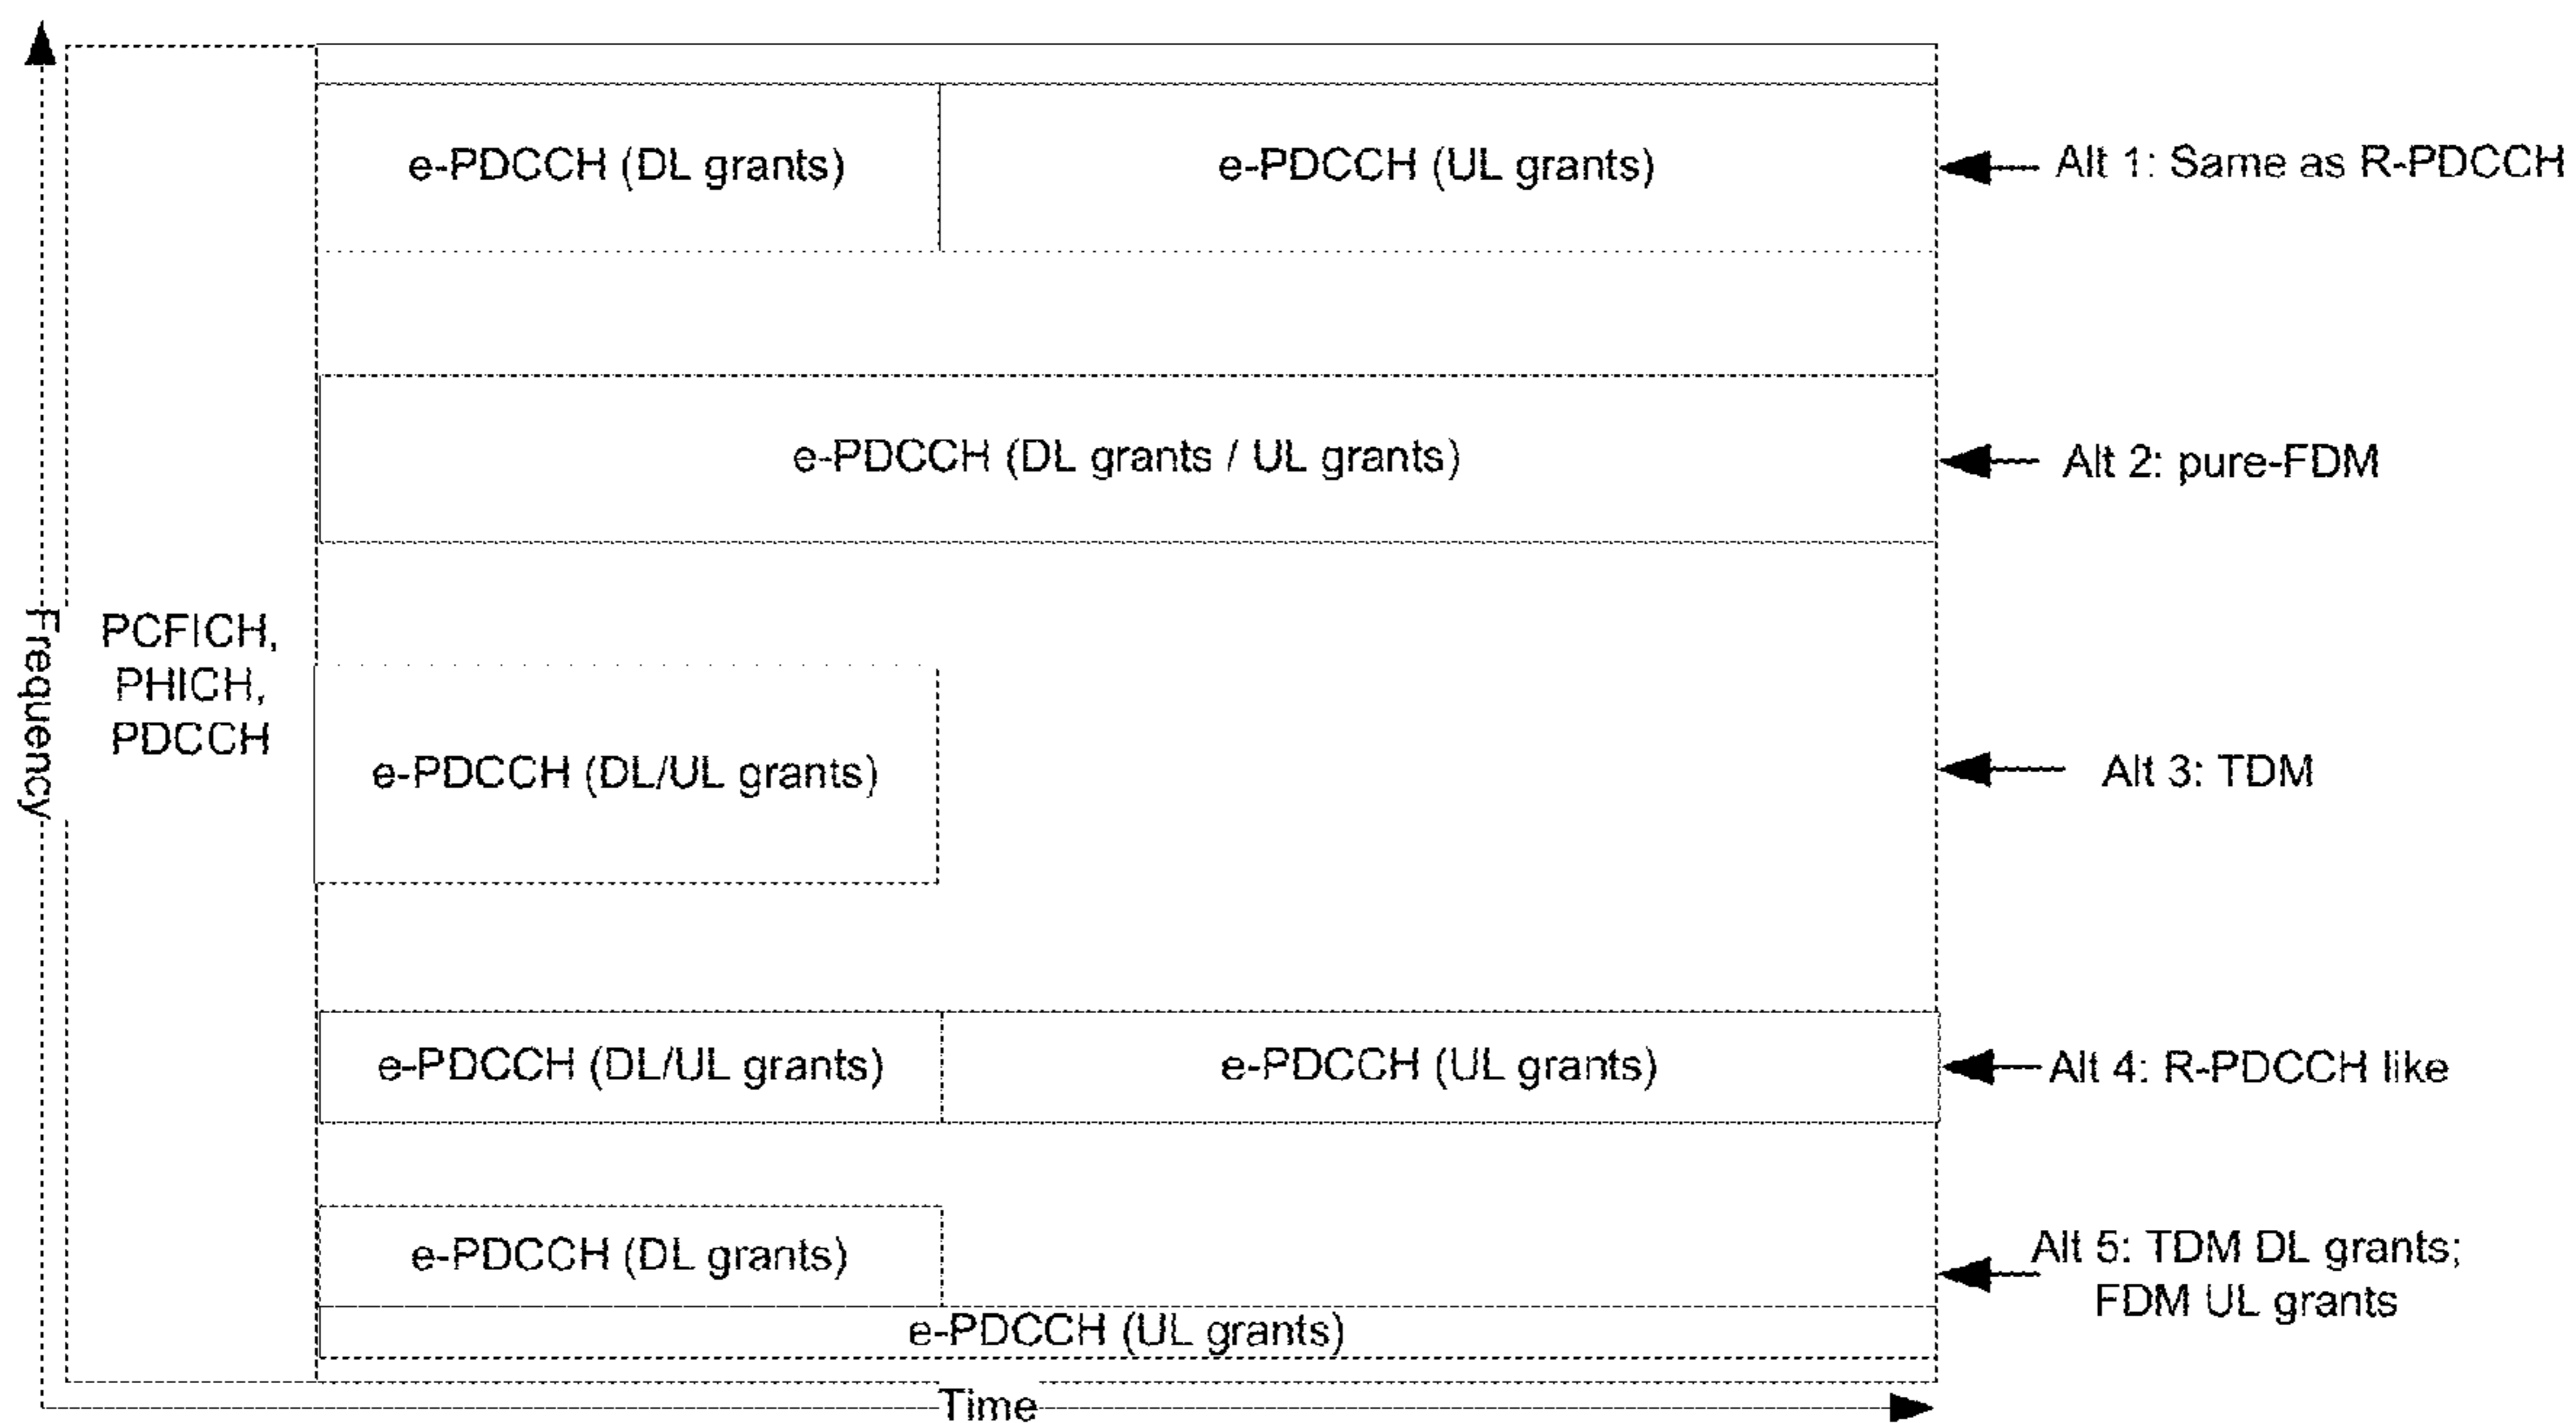 e-PDCCH (DL grants)
e-PDCCH (UL grants)
Alt 1: Same as R-PDCCH
e-PDCCH (DL grants / UL grants)
Alt 2: pure-FDM
Frequency
PCFICH,
PHICH,
PDCCH
e-PDCCH (DL/UL grants)
Alt 3: TDM
e-PDCCH (DL/UL grants)
e-PDCCH (UL grants)
Alt 4: R-PDCCH like
e-PDCCH (DL grants)
Alt 5: TDM DL grants;
FDM UL grants
e-PDCCH (UL grants)
Time